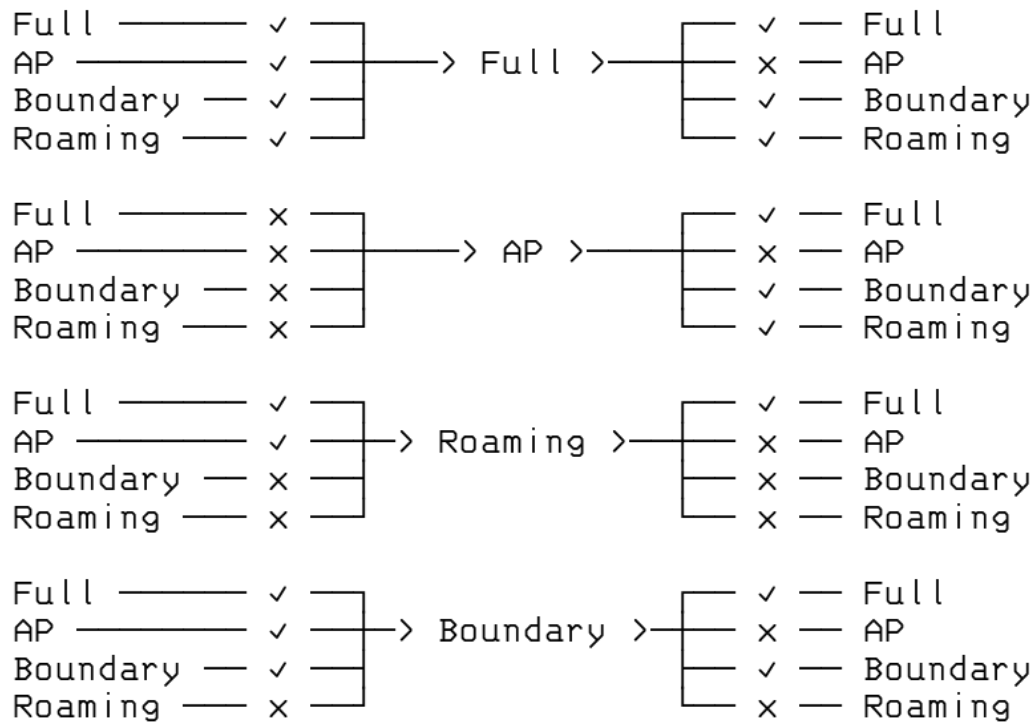 Full ────── ✓ ──┐ ┌── ✓ ── Full
AP ──────── ✓ ──┼───> Full >───┼── × ── AP
Boundary ── ✓ ──┤ ├── ✓ ── Boundary
Roaming ─── ✓ ──┘ └── ✓ ── Roaming
Full ────── × ──┐ ┌── ✓ ── Full
AP ──────── × ──┼────> AP >────┼── × ── AP
Boundary ── × ──┤ ├── ✓ ── Boundary
Roaming ─── × ──┘ └── ✓ ── Roaming
Full ────── ✓ ──┐ ┌── ✓ ── Full
AP ──────── ✓ ──┼─> Roaming >──┼── × ── AP
Boundary ── × ──┤ ├── × ── Boundary
Roaming ─── × ──┘ └── × ── Roaming
Full ────── ✓ ──┐ ┌── ✓ ── Full
AP ──────── ✓ ──┼─> Boundary >─┼── × ── AP
Boundary ── ✓ ──┤ ├── ✓ ── Boundary
Roaming ─── × ──┘ └── × ── Roaming